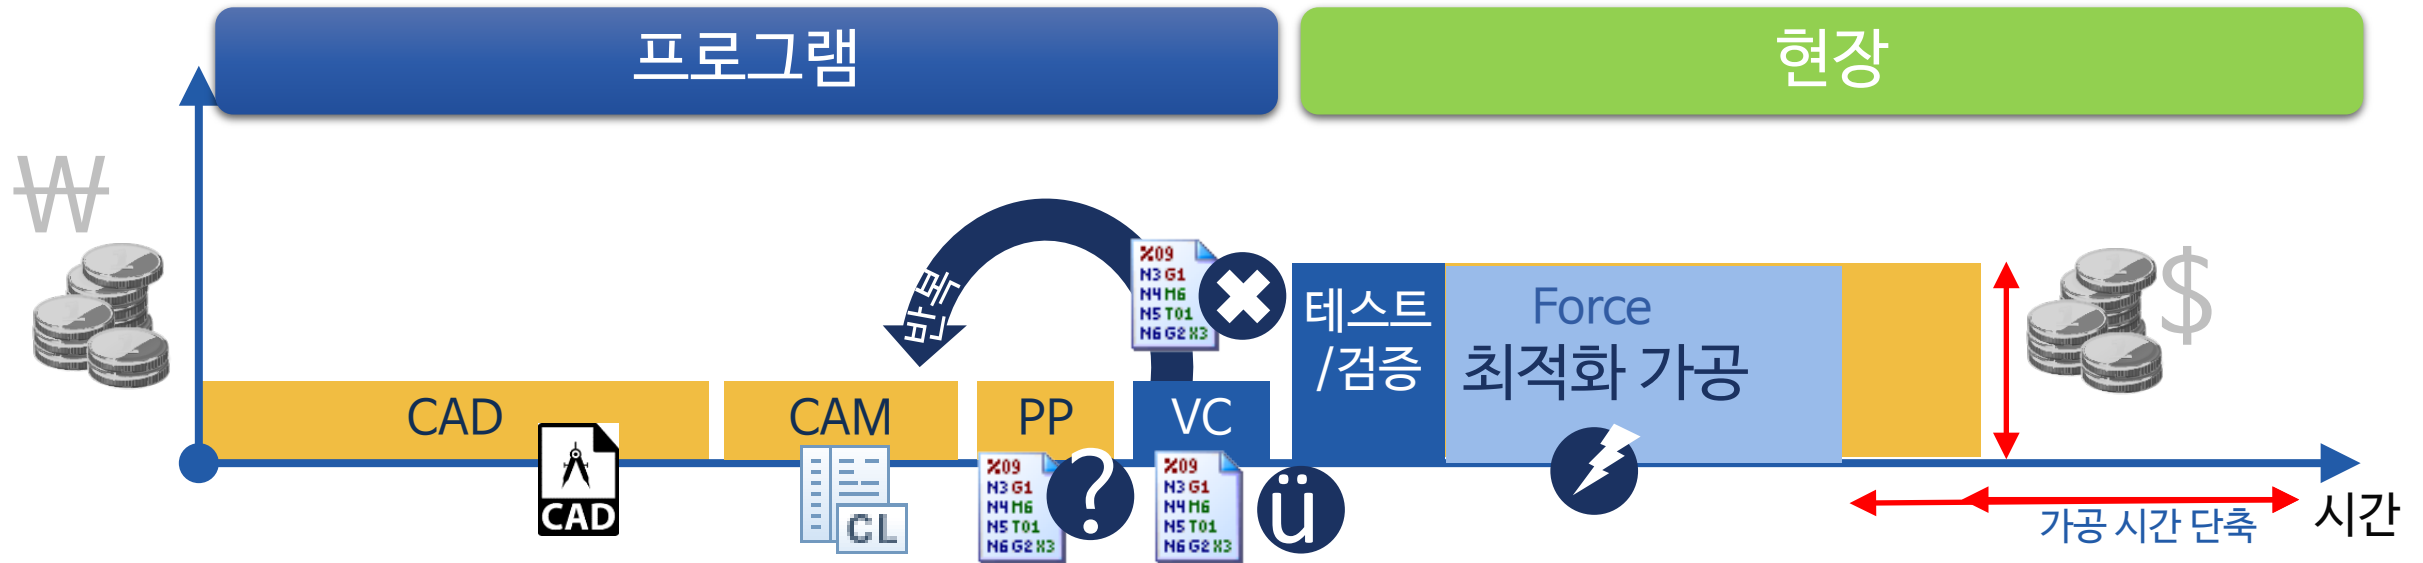 프로그램
현장
₩
반복
%09
N3 G1
N4 M6
N5 T01
N6 G2 X3
테스트
/검증
Force
최적화 가공
$
CAD
CAM
PP
VC
CAD
CL
%09
N3 G1
N4 M6
N5 T01
N6 G2 X3
?
%09
N3 G1
N4 M6
N5 T01
N6 G2 X3
ü
가공 시간 단축
시간